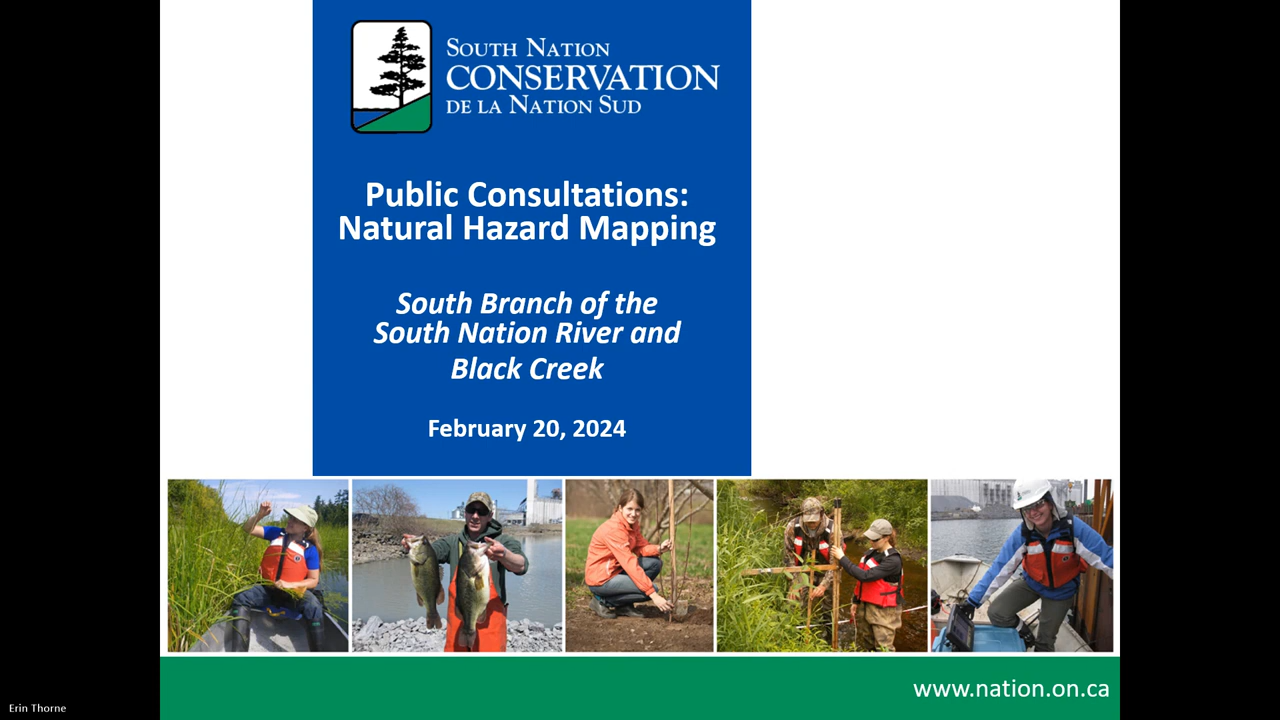 SOUTH NATION
CONSERVATION
DE LA NATION SUD
Public Consultations:
Natural Hazard Mapping
South Branch of the
South Nation River and
Black Creek
February 20, 2024
www.nation.on.ca
Erin Thorne